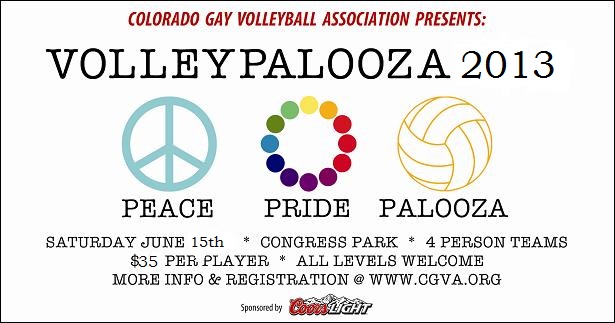 COLORADO GAY VOLLEYBALL ASSOCIATION PRESENTS:
VOLLEYPALOOZA 2013
PEACE PRIDE PALOOZA
SATURDAY JUNE 15th * CONGRESS PARK * 4 PERSON TEAMS
$35 PER PLAYER * ALL LEVELS WELCOME
MORE INFO & REGISTRATION @ WWW.CGVA.ORG
Sponsored by Coors LIGHT